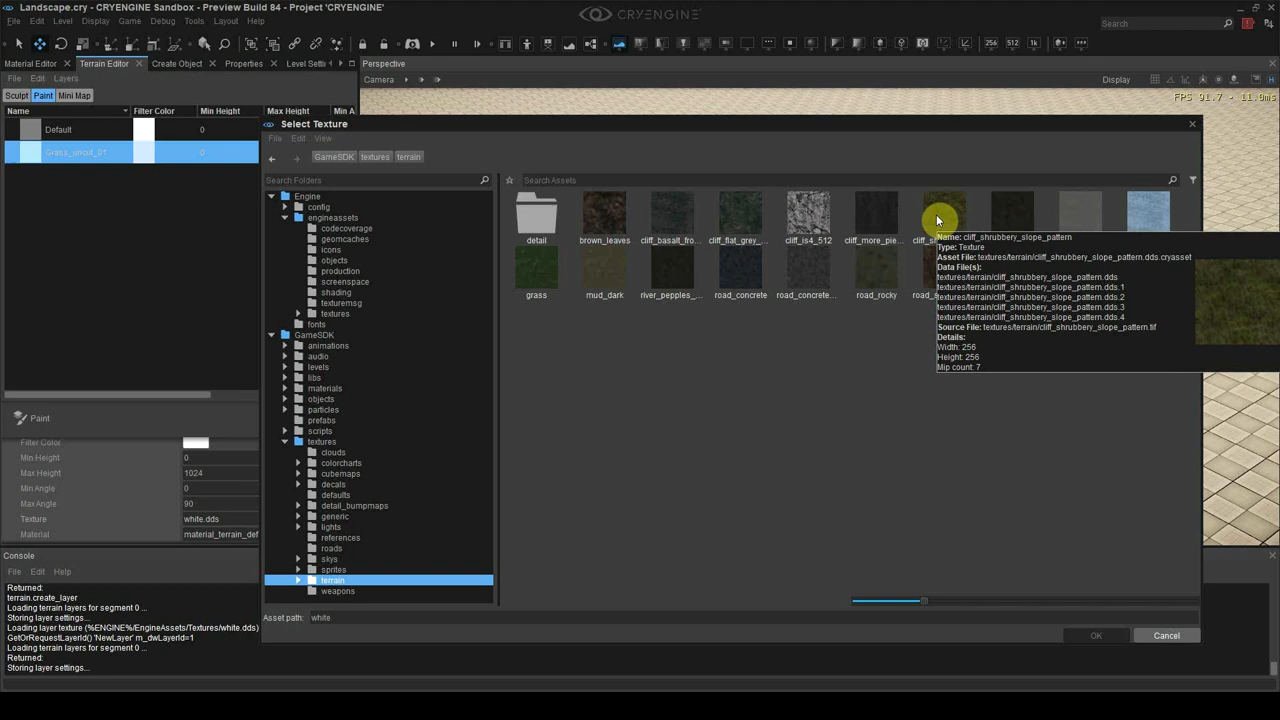 Landscape.cry - CRYENGINE Sandbox - Preview Build 84 - Project 'CRYENGINE'
CRYENGINE
File Edit Level Display Game Debug Tools Layout Help
Search
256 512 1k
Material Editor Terrain Editor Create Object Properties Level Setti Perspective
File Edit Layers
Camera Display
Sculpt Paint Mini Map
FPS 91.7 - 11.0ms
Name Filter Color Min Height Max Height Min A
Default 0
Grass_uncut_01 0
Select Texture
File Edit View
GameSDK textures terrain
Search Folders
Search Assets
Engine
config
engineassets
codecoverage
geomcaches
icons
objects
production
screenspace
shading
texturemsg
textures
fonts
GameSDK
animations
audio
levels
libs
materials
objects
particles
prefabs
scripts
textures
clouds
colorcharts
cubemaps
decals
defaults
detail_bumpmaps
generic
lights
references
roads
skys
sprites
terrain
weapons
detail brown_leaves cliff_basalt_fro... cliff_flat_grey_... cliff_is4_512 cliff_more_pie...
grass mud_dark river_pepples_... road_concrete road_concrete... road_rocky
Name: cliff_shrubbery_slope_pattern
Type: Texture
Asset File: textures/terrain/cliff_shrubbery_slope_pattern.dds.cryasset
Data File(s):
textures/terrain/cliff_shrubbery_slope_pattern.dds
textures/terrain/cliff_shrubbery_slope_pattern.dds.1
textures/terrain/cliff_shrubbery_slope_pattern.dds.2
textures/terrain/cliff_shrubbery_slope_pattern.dds.3
textures/terrain/cliff_shrubbery_slope_pattern.dds.4
Source File: textures/terrain/cliff_shrubbery_slope_pattern.tif
Details:
Width: 256
Height: 256
Mip count: 7
Paint
Filter Color
Min Height 0
Max Height 1024
Min Angle 0
Max Angle 90
Texture white.dds
Material material_terrain_def
Console
File Edit Help
Returned:
terrain.create_layer
Loading terrain layers for segment 0 ...
Storing layer settings...
Loading layer texture (%ENGINE%/EngineAssets/Textures/white.dds)
GetOrRequestLayerId() 'NewLayer' m_dwLayerId=1
Loading terrain layers for segment 0 ...
Returned:
Storing layer settings...
Asset path: white
OK Cancel